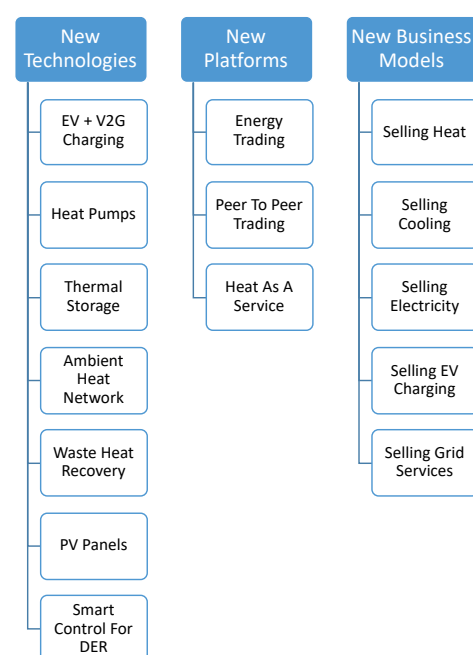 New
Technologies
EV + V2G
Charging
Heat Pumps
Thermal
Storage
Ambient
Heat
Network
Waste Heat
Recovery
PV Panels
Smart
Control For
DER
New
Platforms
Energy
Trading
Peer To Peer
Trading
Heat As A
Service
New Business
Models
Selling Heat
Selling
Cooling
Selling
Electricity
Selling EV
Charging
Selling Grid
Services